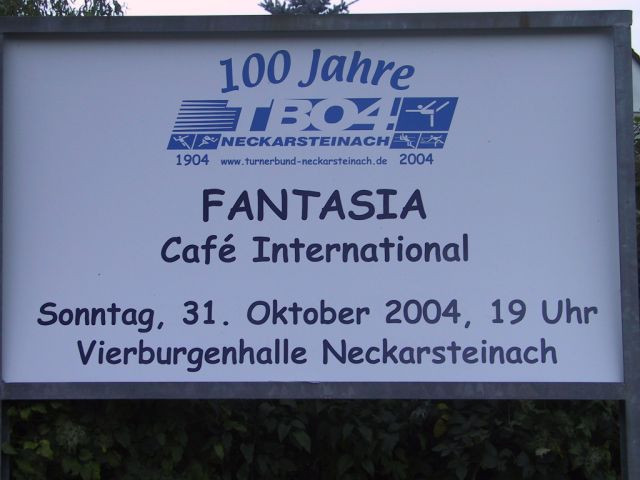 100 Jahre
TB04
NECKARSTEINACH
1904 www.turnerbund-neckarsteinach.de 2004
FANTASIA
Café International
Sonntag, 31. Oktober 2004, 19 Uhr
Vierburgenhalle Neckarsteinach